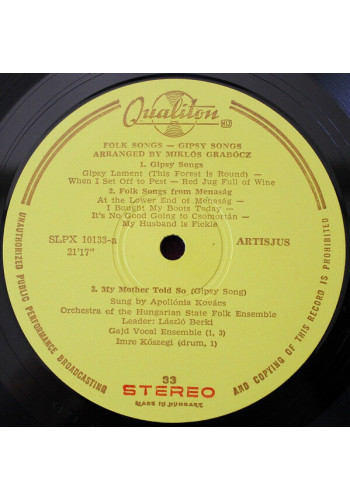 Qualiton
FOLK SONGS — GIPSY SONGS
ARRANGED BY MIKLÓS GRABÓCZ
1. Gipsy Songs
Gipsy Lament (This Forest is Round) —
When I Set Off to Pest — Red Jug Full of Wine
2. Folk Songs from Menaság
At the Lower End of Menaság —
I Bought My Boots Today —
It's No Good Going to Csomortán —
My Husband is Fickle
SLPX 10133-a
21'17"
ARTISJUS
3. My Mother Told So (Gipsy Song)
Sung by Apollónia Kovács
Orchestra of the Hungarian State Folk Ensemble
Leader: László Berki
Gajd Vocal Ensemble (1, 3)
Imre Kőszegi (drum, 1)
33
STEREO
MADE IN HUNGARY
UNAUTHORIZED PUBLIC PERFORMANCE BROADCASTING AND COPYING OF THIS RECORD IS PROHIBITED